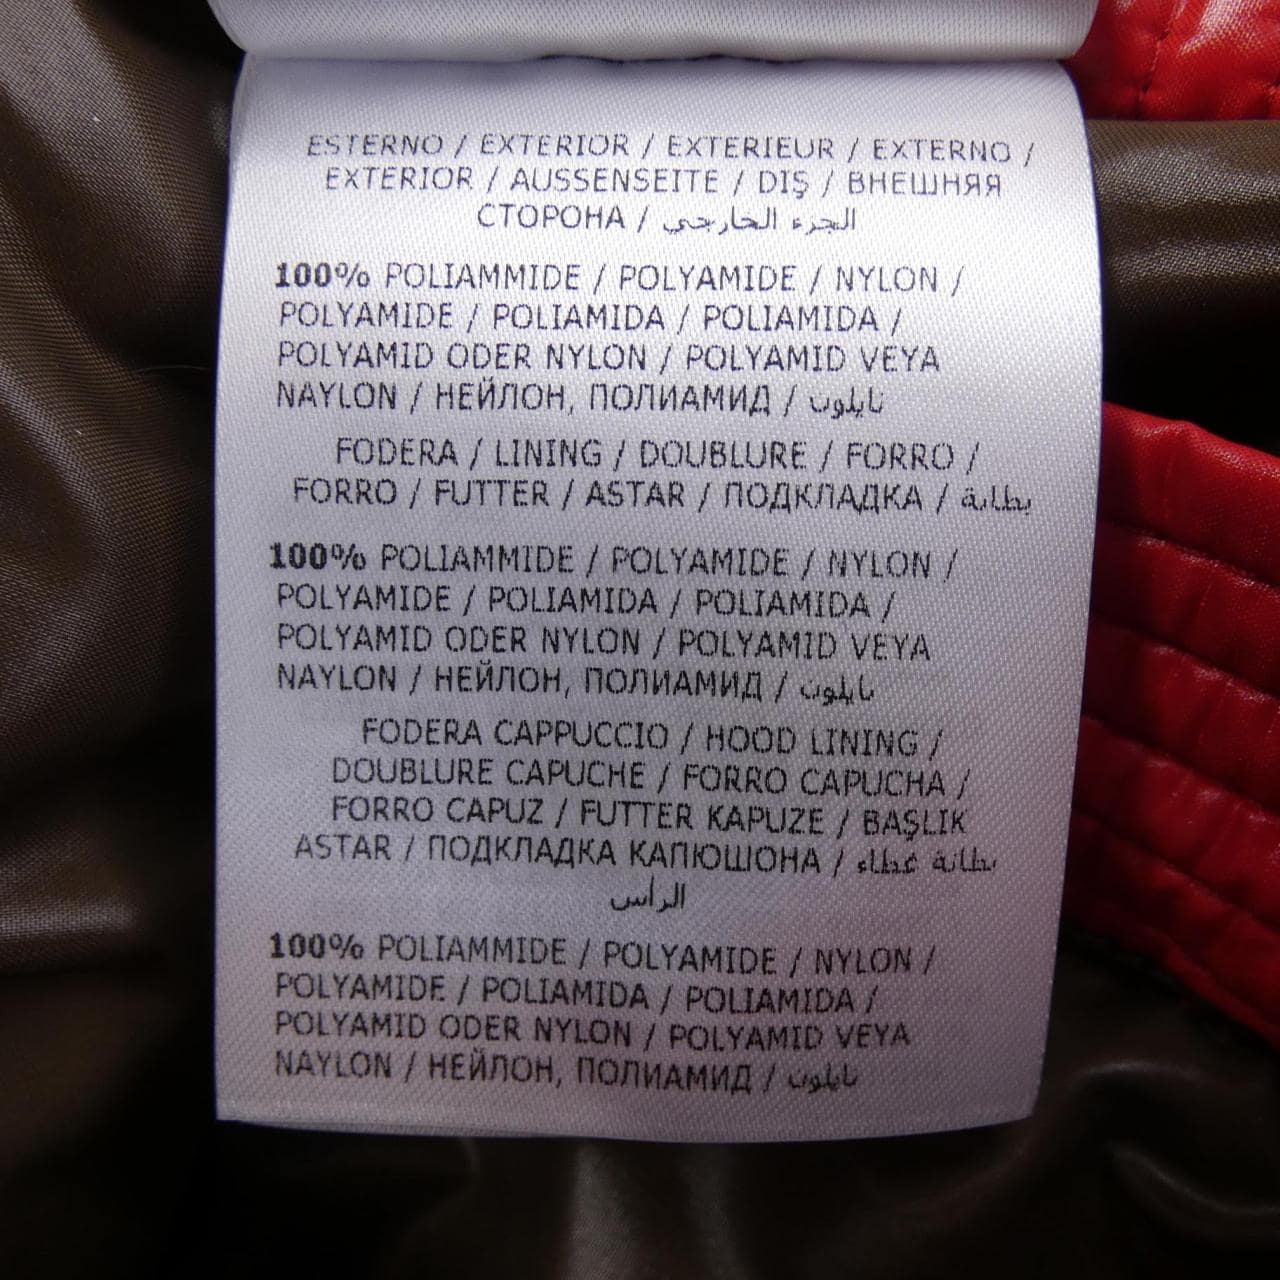 ESTERNO / EXTERIOR / EXTERIEUR / EXTERNO /
EXTERIOR / AUSSENSEITE / DIŞ / ВНЕШНЯЯ
СТОРОНА / الجزء الخارجي
100% POLIAMMIDE / POLYAMIDE / NYLON /
POLYAMIDE / POLIAMIDA / POLIAMIDA /
POLYAMID ODER NYLON / POLYAMID VEYA
NAYLON / НЕЙЛОН, ПОЛИАМИД / نايلون
FODERA / LINING / DOUBLURE / FORRO /
FORRO / FUTTER / ASTAR / ПОДКЛАДКА / بطانة
100% POLIAMMIDE / POLYAMIDE / NYLON /
POLYAMIDE / POLIAMIDA / POLIAMIDA /
POLYAMID ODER NYLON / POLYAMID VEYA
NAYLON / НЕЙЛОН, ПОЛИАМИД / نايلون
FODERA CAPPUCCIO / HOOD LINING /
DOUBLURE CAPUCHE / FORRO CAPUCHA /
FORRO CAPUZ / FUTTER KAPUZE / BAŞLIK
ASTAR / ПОДКЛАДКА КАПЮШОНА / بطانة غطاء
الرأس
100% POLIAMMIDE / POLYAMIDE / NYLON /
POLYAMIDE / POLIAMIDA / POLIAMIDA /
POLYAMID ODER NYLON / POLYAMID VEYA
NAYLON / НЕЙЛОН, ПОЛИАМИД / نايلون